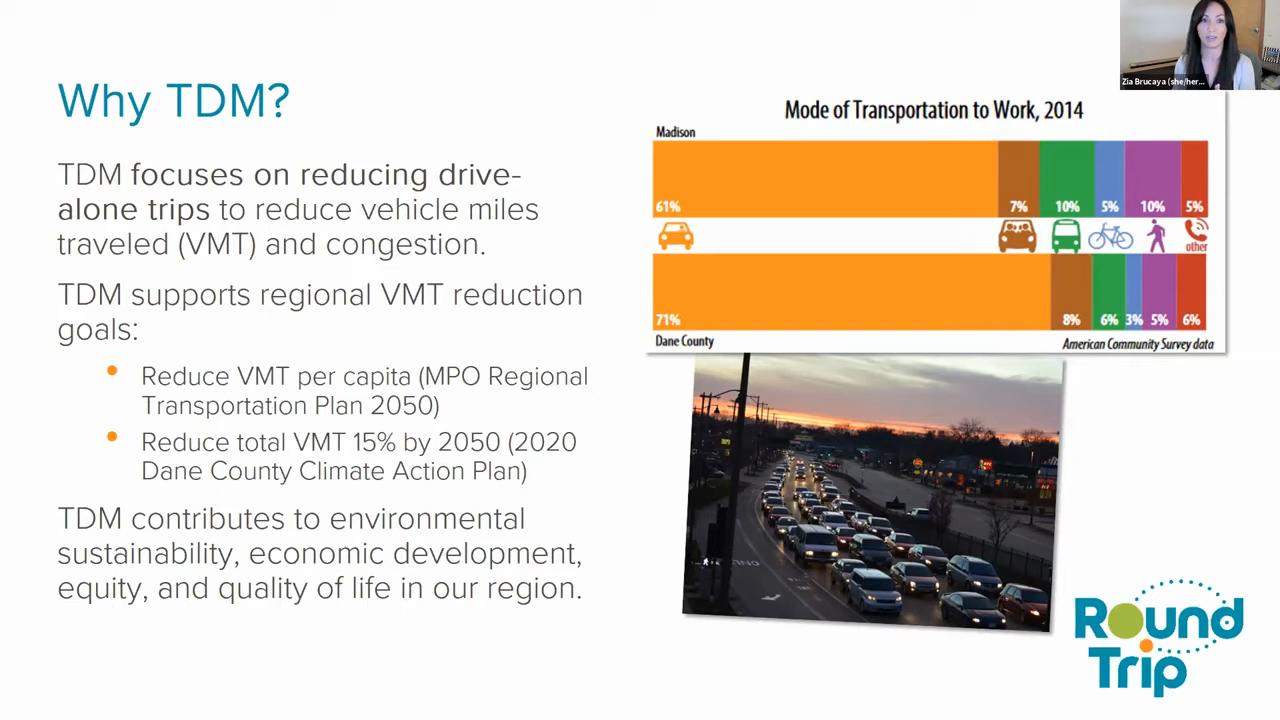 Why TDM?
TDM focuses on reducing drive-
alone trips to reduce vehicle miles
traveled (VMT) and congestion.
TDM supports regional VMT reduction
goals:
Reduce VMT per capita (MPO Regional
Transportation Plan 2050)
Reduce total VMT 15% by 2050 (2020
Dane County Climate Action Plan)
TDM contributes to environmental
sustainability, economic development,
equity, and quality of life in our region.
Zia Brucaya (she/her...
Mode of Transportation to Work, 2014
Madison
61% 7% 10% 5% 10% 5%
other
71% 8% 6% 3% 5% 6%
Dane County American Community Survey data
Round
Trip